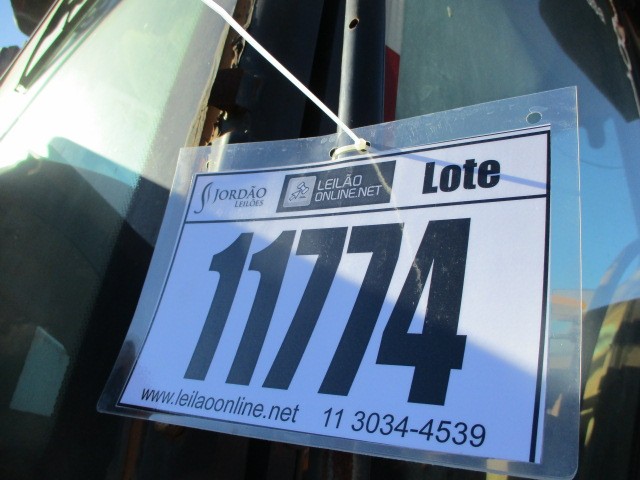 JORDÃO LEILÕES LEILÃO ONLINE.NET Lote
11774
www.leilaoonline.net 11 3034-4539